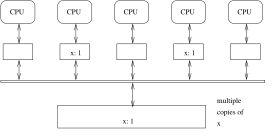 CPU CPU CPU CPU CPU
x: 1 x: 1
multiple
copies of
x: 1 x